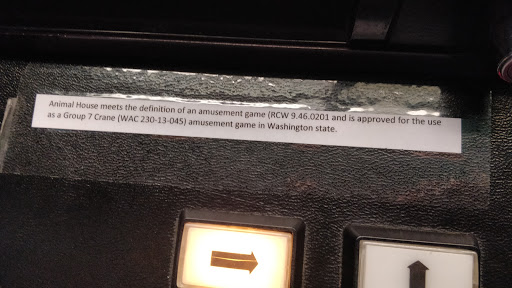 Animal House meets the definition of an amusement game (RCW 9.46.0201 and is approved for the use
as a Group 7 Crane (WAC 230-13-045) amusement game in Washington state.